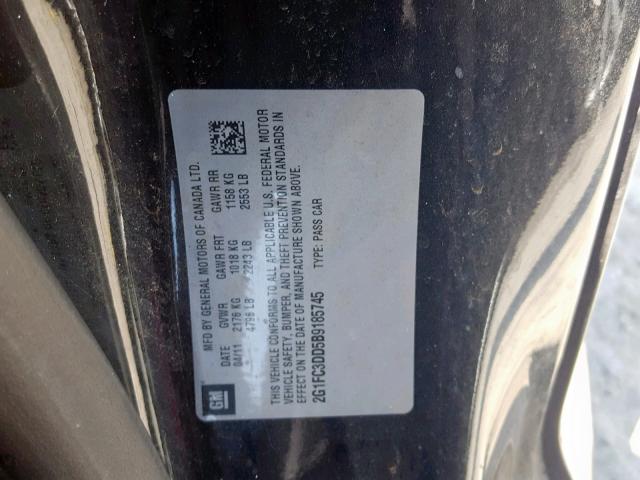 GM
MFD BY GENERAL MOTORS OF CANADA LTD.
DATE GVWR GAWR FRT GAWR RR
04/11 2176 KG 1018 KG 1158 KG
4796 LB 2243 LB 2553 LB
THIS VEHICLE CONFORMS TO ALL APPLICABLE U.S. FEDERAL MOTOR
VEHICLE SAFETY, BUMPER, AND THEFT PREVENTION STANDARDS IN
EFFECT ON THE DATE OF MANUFACTURE SHOWN ABOVE.
2G1FC3DD5B9185745 TYPE: PASS CAR